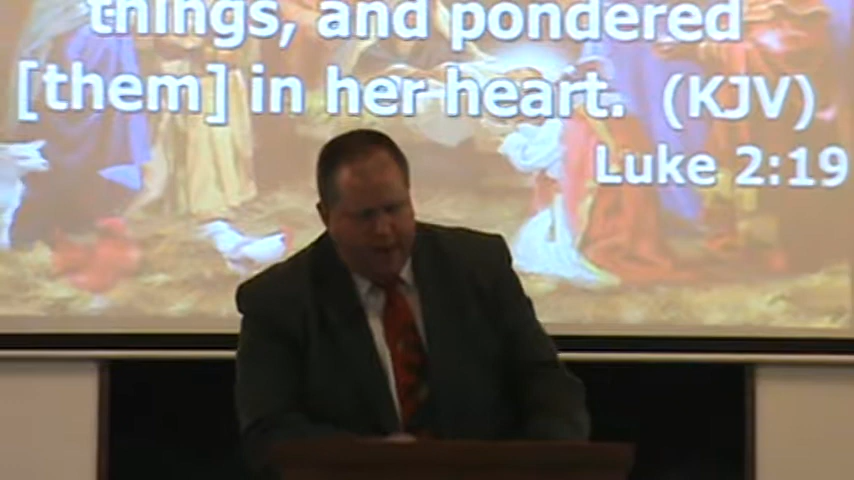 things, and pondered
[them] in her heart. (KJV)
Luke 2:19